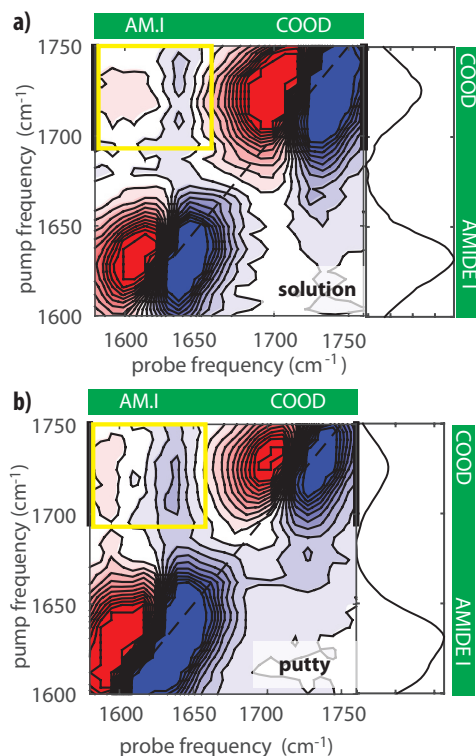 a)
AM.I COOD
1750
1700
1650
1600
pump frequency (cm⁻¹)
solution
COOD
AMIDE I
1600 1650 1700 1750
probe frequency (cm⁻¹)
b)
AM.I COOD
1750
1700
1650
1600
pump frequency (cm⁻¹)
putty
COOD
AMIDE I
1600 1650 1700 1750
probe frequency (cm⁻¹)